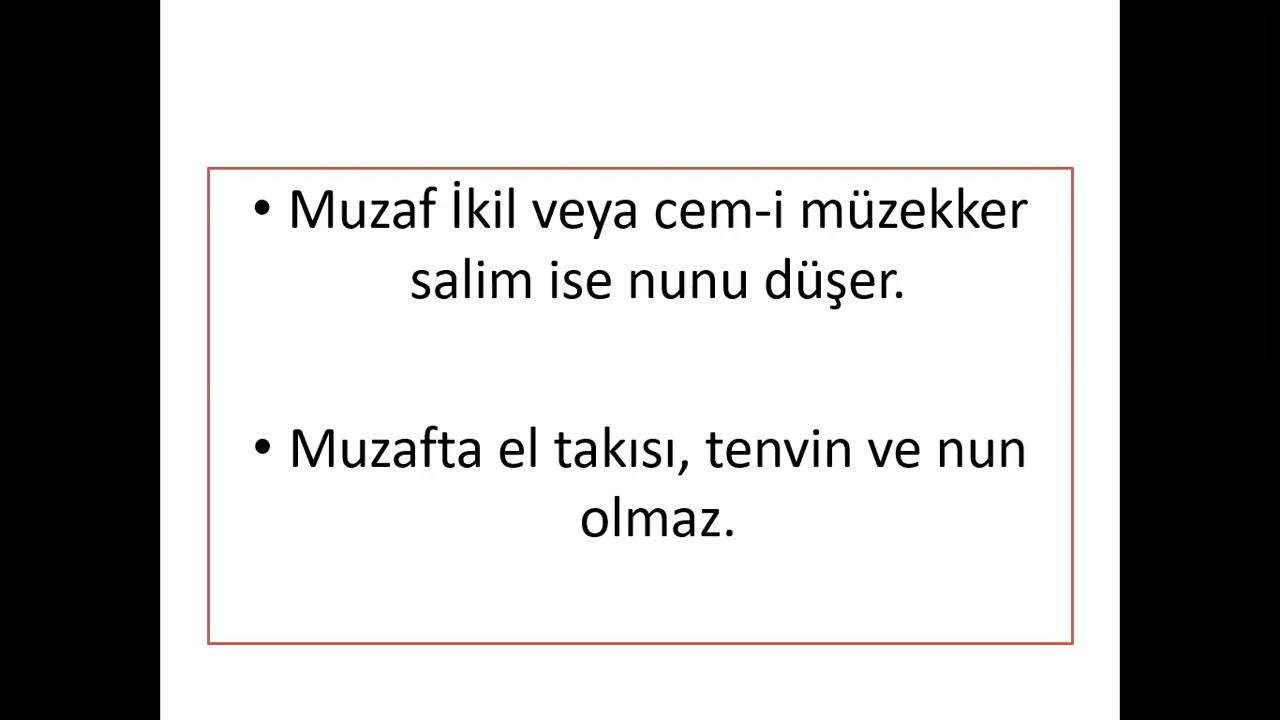 • Muzaf İkil veya cem-i müzekker
salim ise nunu düşer.
• Muzafta el takısı, tenvin ve nun
olmaz.